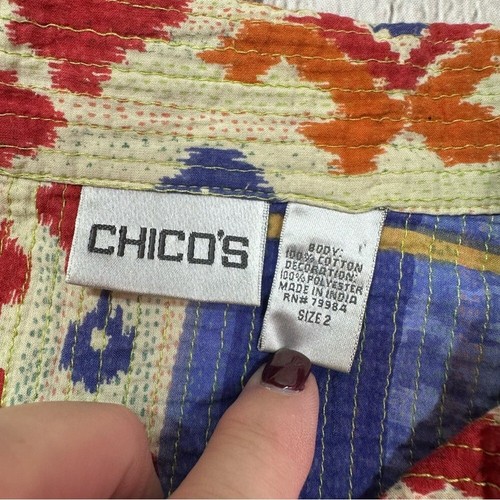 CHICO'S
BODY:
100% COTTON
DECORATION:
100% POLYESTER
MADE IN INDIA
RN# 79984
SIZE 2